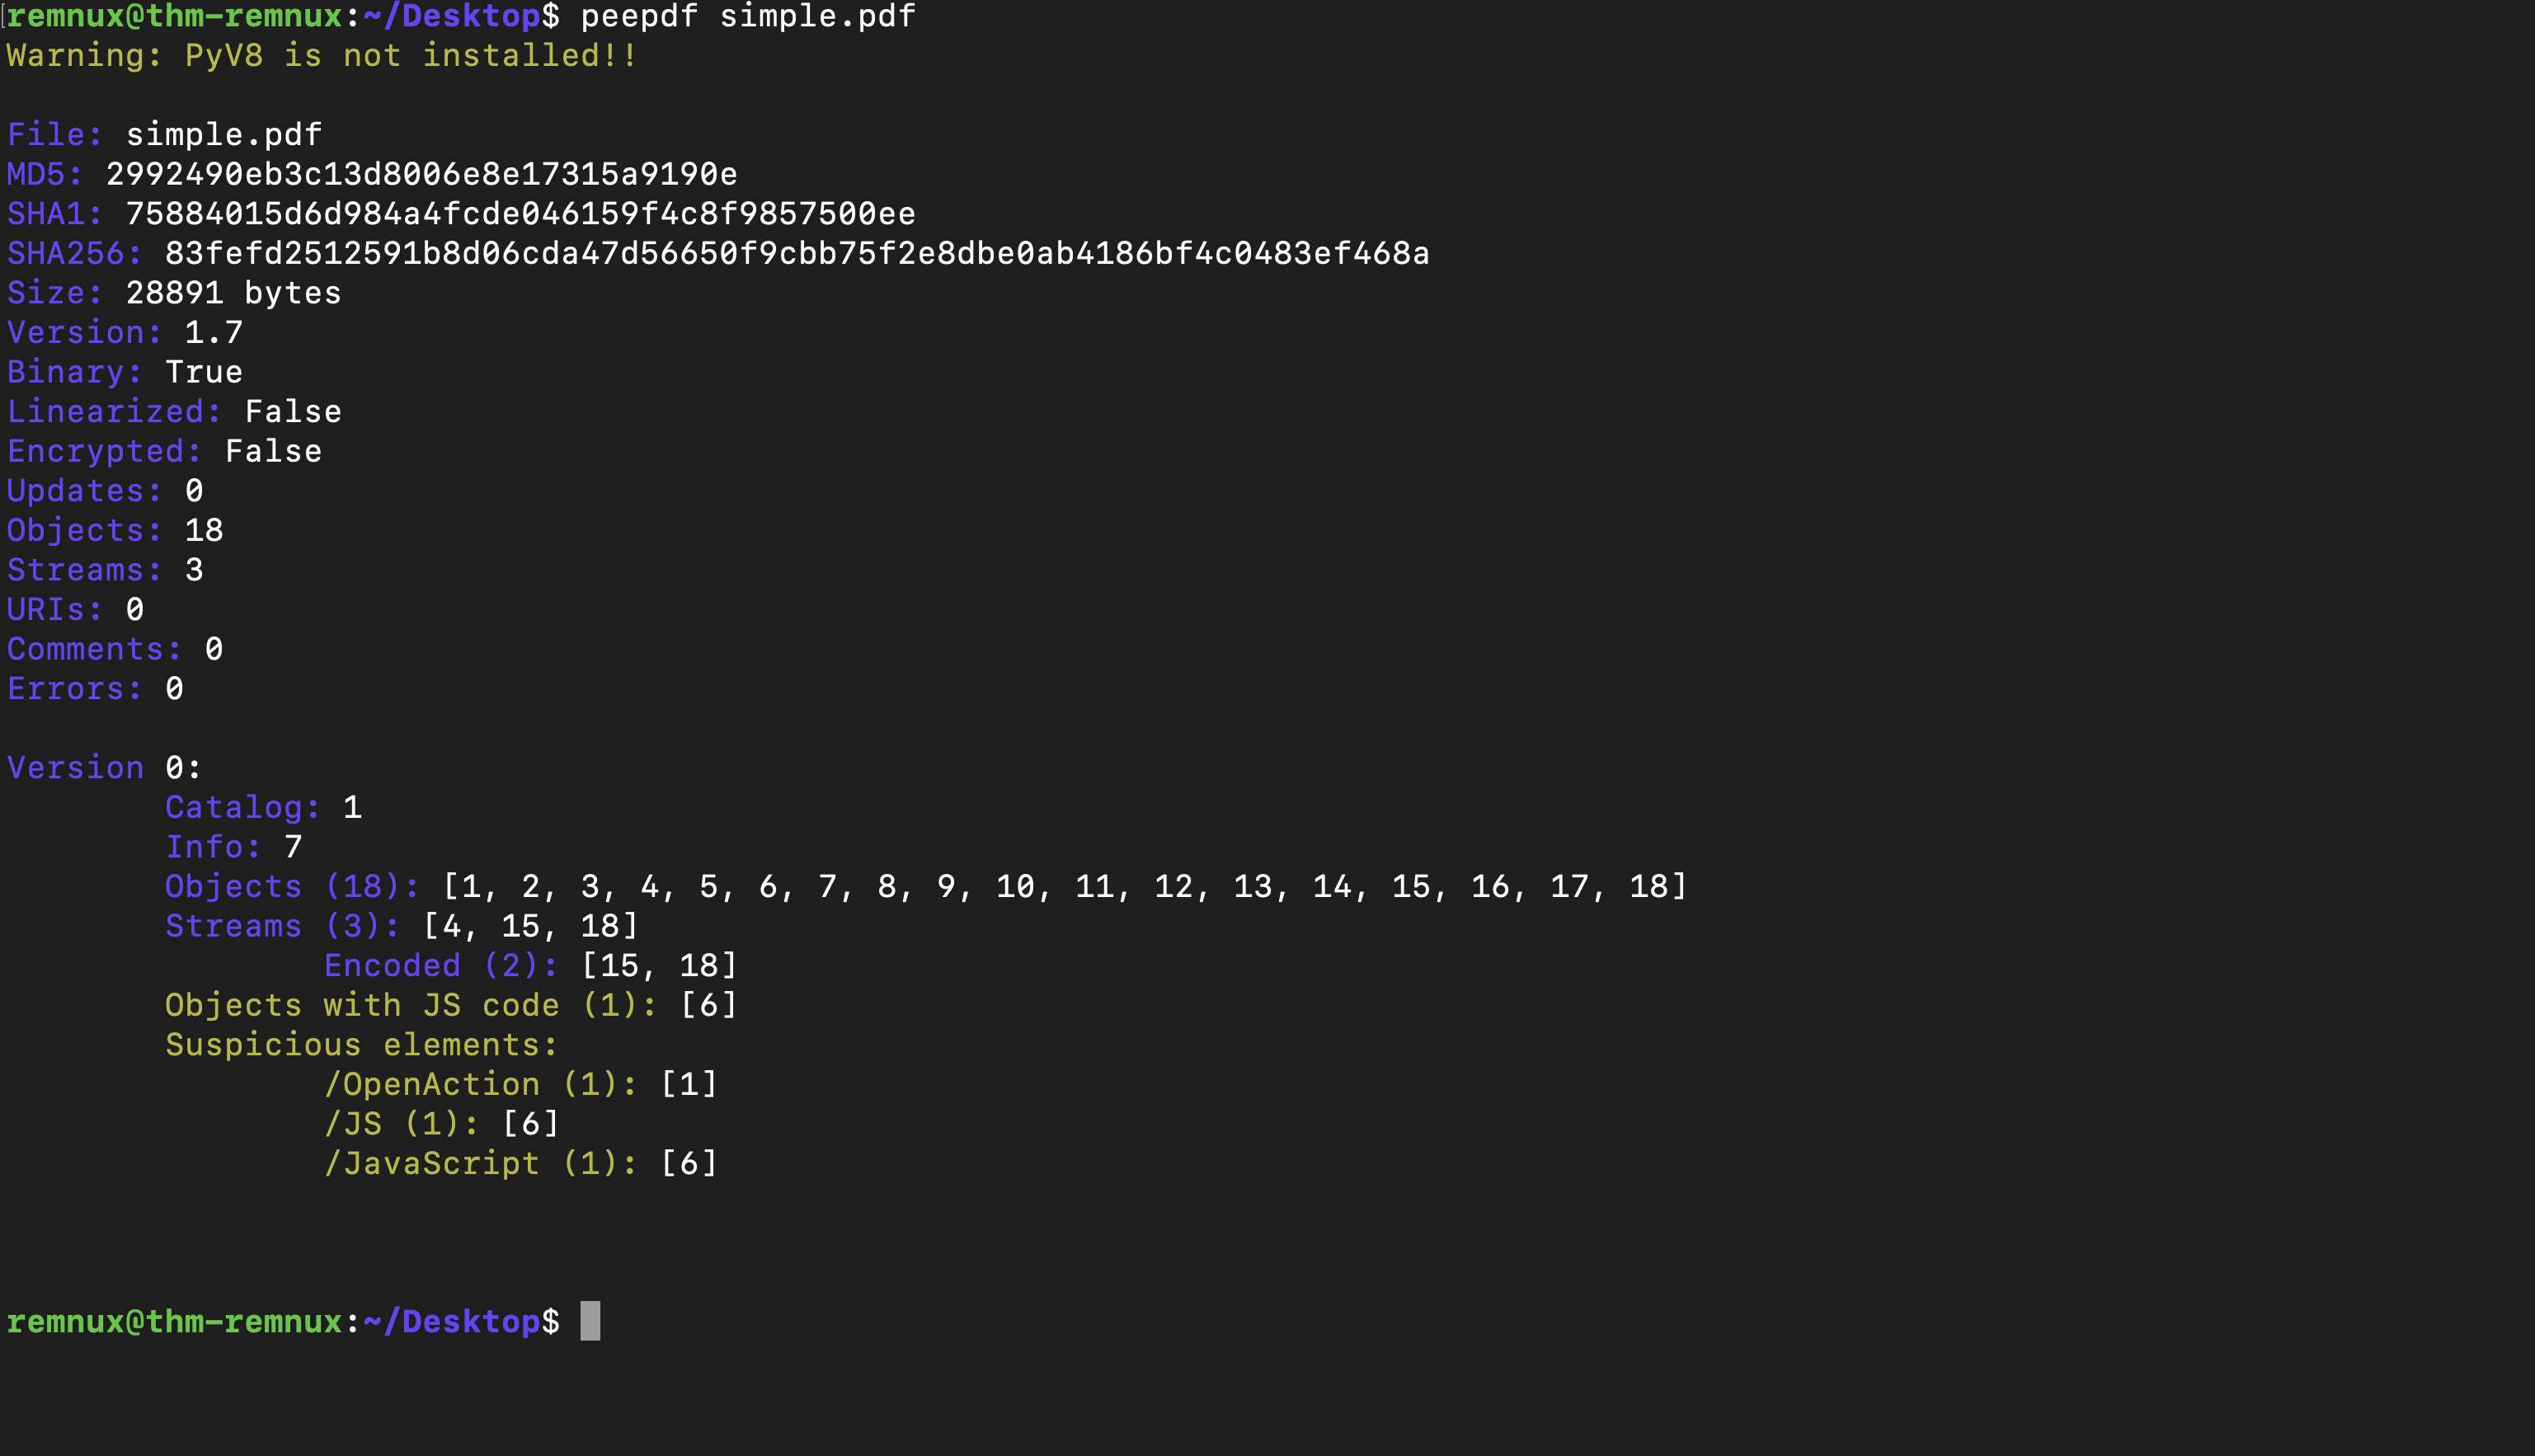 remnux@thm-remnux:~/Desktop$ peepdf simple.pdf
Warning: PyV8 is not installed!!
File: simple.pdf
MD5: 2992490eb3c13d8006e8e17315a9190e
SHA1: 75884015d6d984a4fcde046159f4c8f9857500ee
SHA256: 83fefd2512591b8d06cda47d56650f9cbb75f2e8dbe0ab4186bf4c0483ef468a
Size: 28891 bytes
Version: 1.7
Binary: True
Linearized: False
Encrypted: False
Updates: 0
Objects: 18
Streams: 3
URIs: 0
Comments: 0
Errors: 0
Version 0:
Catalog: 1
Info: 7
Objects (18): [1, 2, 3, 4, 5, 6, 7, 8, 9, 10, 11, 12, 13, 14, 15, 16, 17, 18]
Streams (3): [4, 15, 18]
Encoded (2): [15, 18]
Objects with JS code (1): [6]
Suspicious elements:
/OpenAction (1): [1]
/JS (1): [6]
/JavaScript (1): [6]
remnux@thm-remnux:~/Desktop$